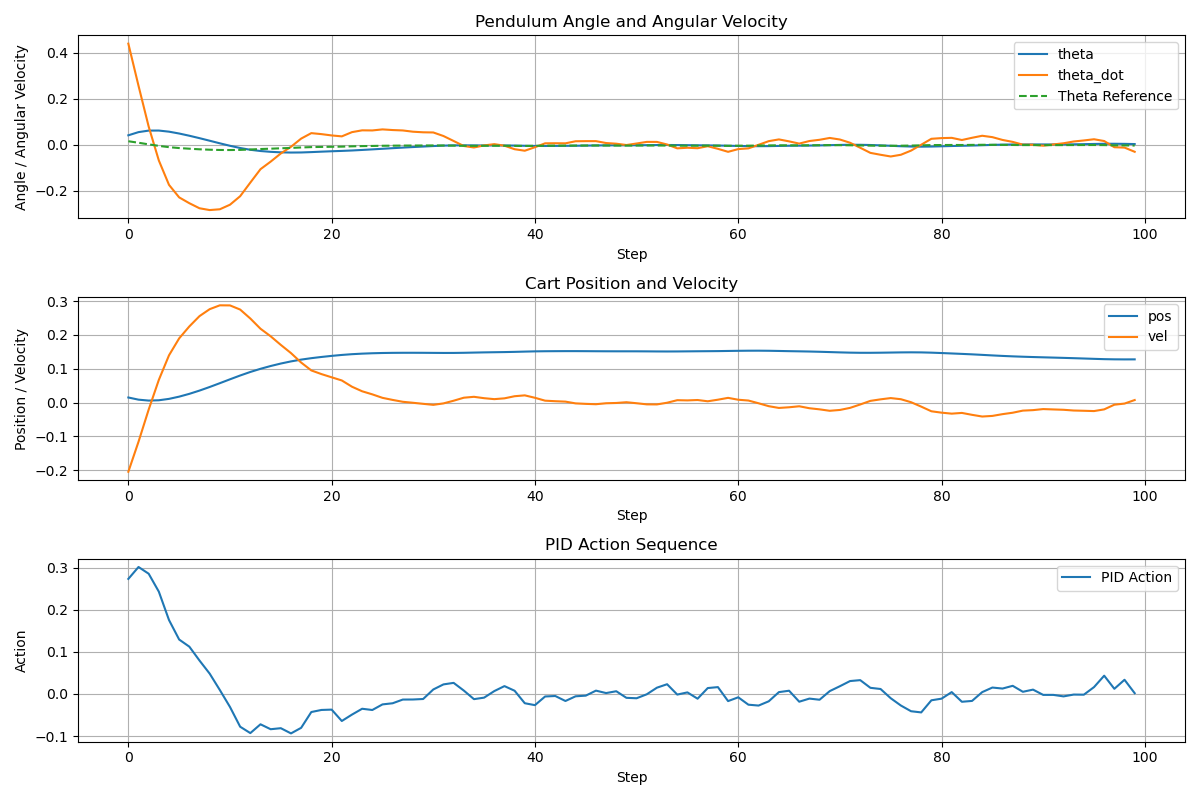 Pendulum Angle and Angular Velocity
Angle / Angular Velocity
0.4
0.2
0.0
−0.2
theta
theta_dot
Theta Reference
0 20 40 60 80 100
Step
Cart Position and Velocity
Position / Velocity
0.3
0.2
0.1
0.0
−0.1
−0.2
pos
vel
0 20 40 60 80 100
Step
PID Action Sequence
Action
0.3
0.2
0.1
0.0
−0.1
PID Action
0 20 40 60 80 100
Step